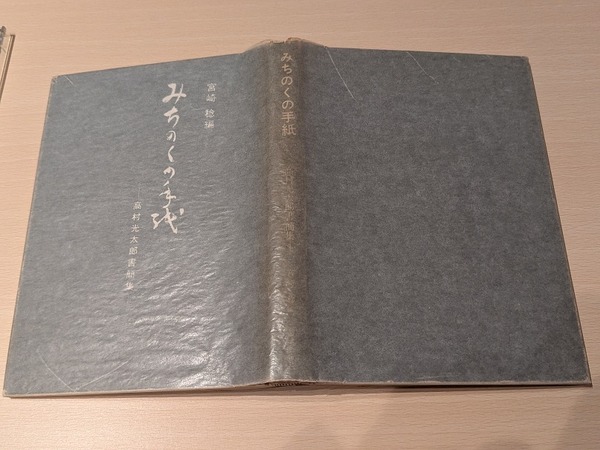 宮崎 稔編
みちのくの手紙
—高村光太郎書簡集
みちのくの手紙